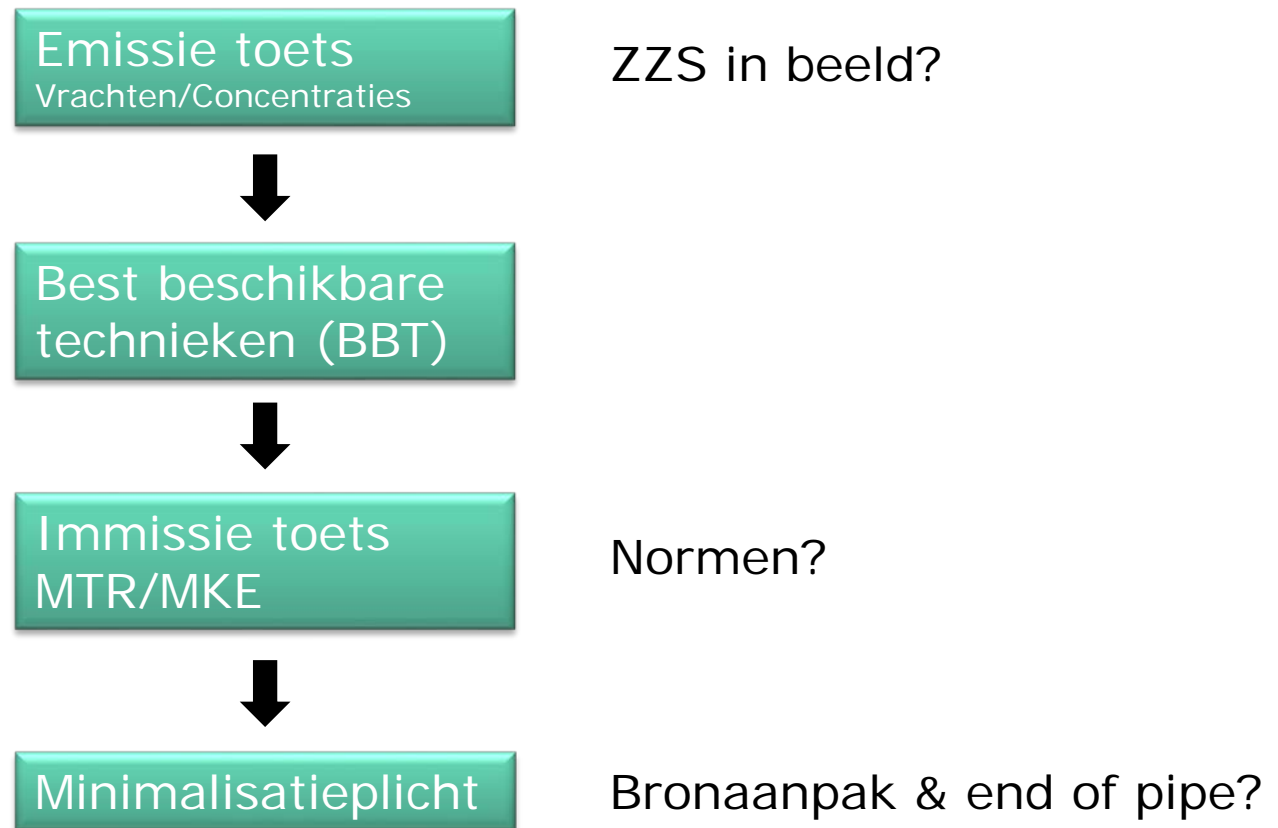 Emissie toets
Vrachten/Concentraties
ZZS in beeld?
Best beschikbare
technieken (BBT)
Immissie toets
MTR/MKE
Normen?
Minimalisatieplicht
Bronaanpak & end of pipe?